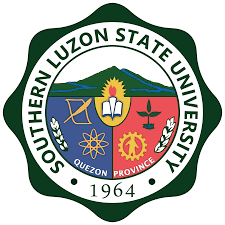 SOUTHERN LUZON STATE UNIVERSITY
QUEZON PROVINCE
· 1964 ·